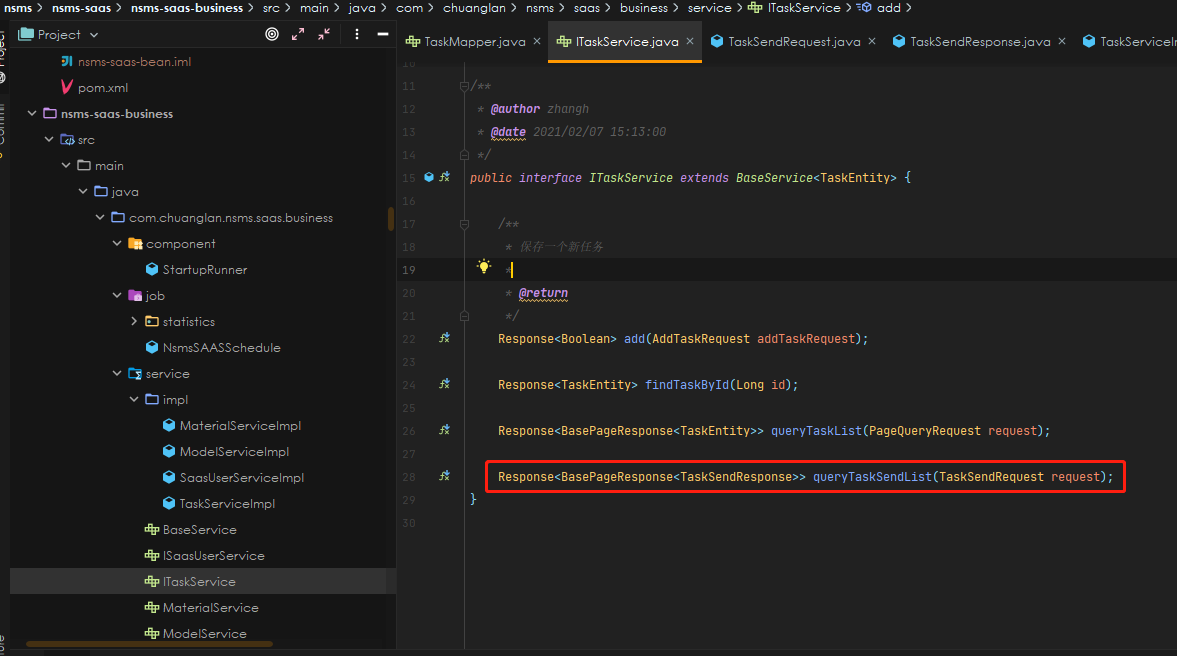 nsms > nsms-saas > nsms-saas-business > src > main > java > com > chuanglan > nsms > saas > business > service > ITaskService > add >
Project
TaskMapper.java × ITaskService.java × TaskSendRequest.java × TaskSendResponse.java × TaskServiceIm
nsms-saas-bean.iml
pom.xml
nsms-saas-business
src
main
java
com.chuanglan.nsms.saas.business
component
StartupRunner
job
statistics
NsmsSAASSchedule
service
impl
MaterialServiceImpl
ModelServiceImpl
SaasUserServiceImpl
TaskServiceImpl
BaseService
ISaasUserService
ITaskService
MaterialService
ModelService
10
11 /**
12 * @author zhangh
13 * @date 2021/02/07 15:13:00
14 */
15 public interface ITaskService extends BaseService<TaskEntity> {
16
17 /**
18 * 保存一个新任务
19 *
20 * @return
21 */
22 Response<Boolean> add(AddTaskRequest addTaskRequest);
23
24 Response<TaskEntity> findTaskById(Long id);
25
26 Response<BasePageResponse<TaskEntity>> queryTaskList(PageQueryRequest request);
27
28 Response<BasePageResponse<TaskSendResponse>> queryTaskSendList(TaskSendRequest request);
29 }
30